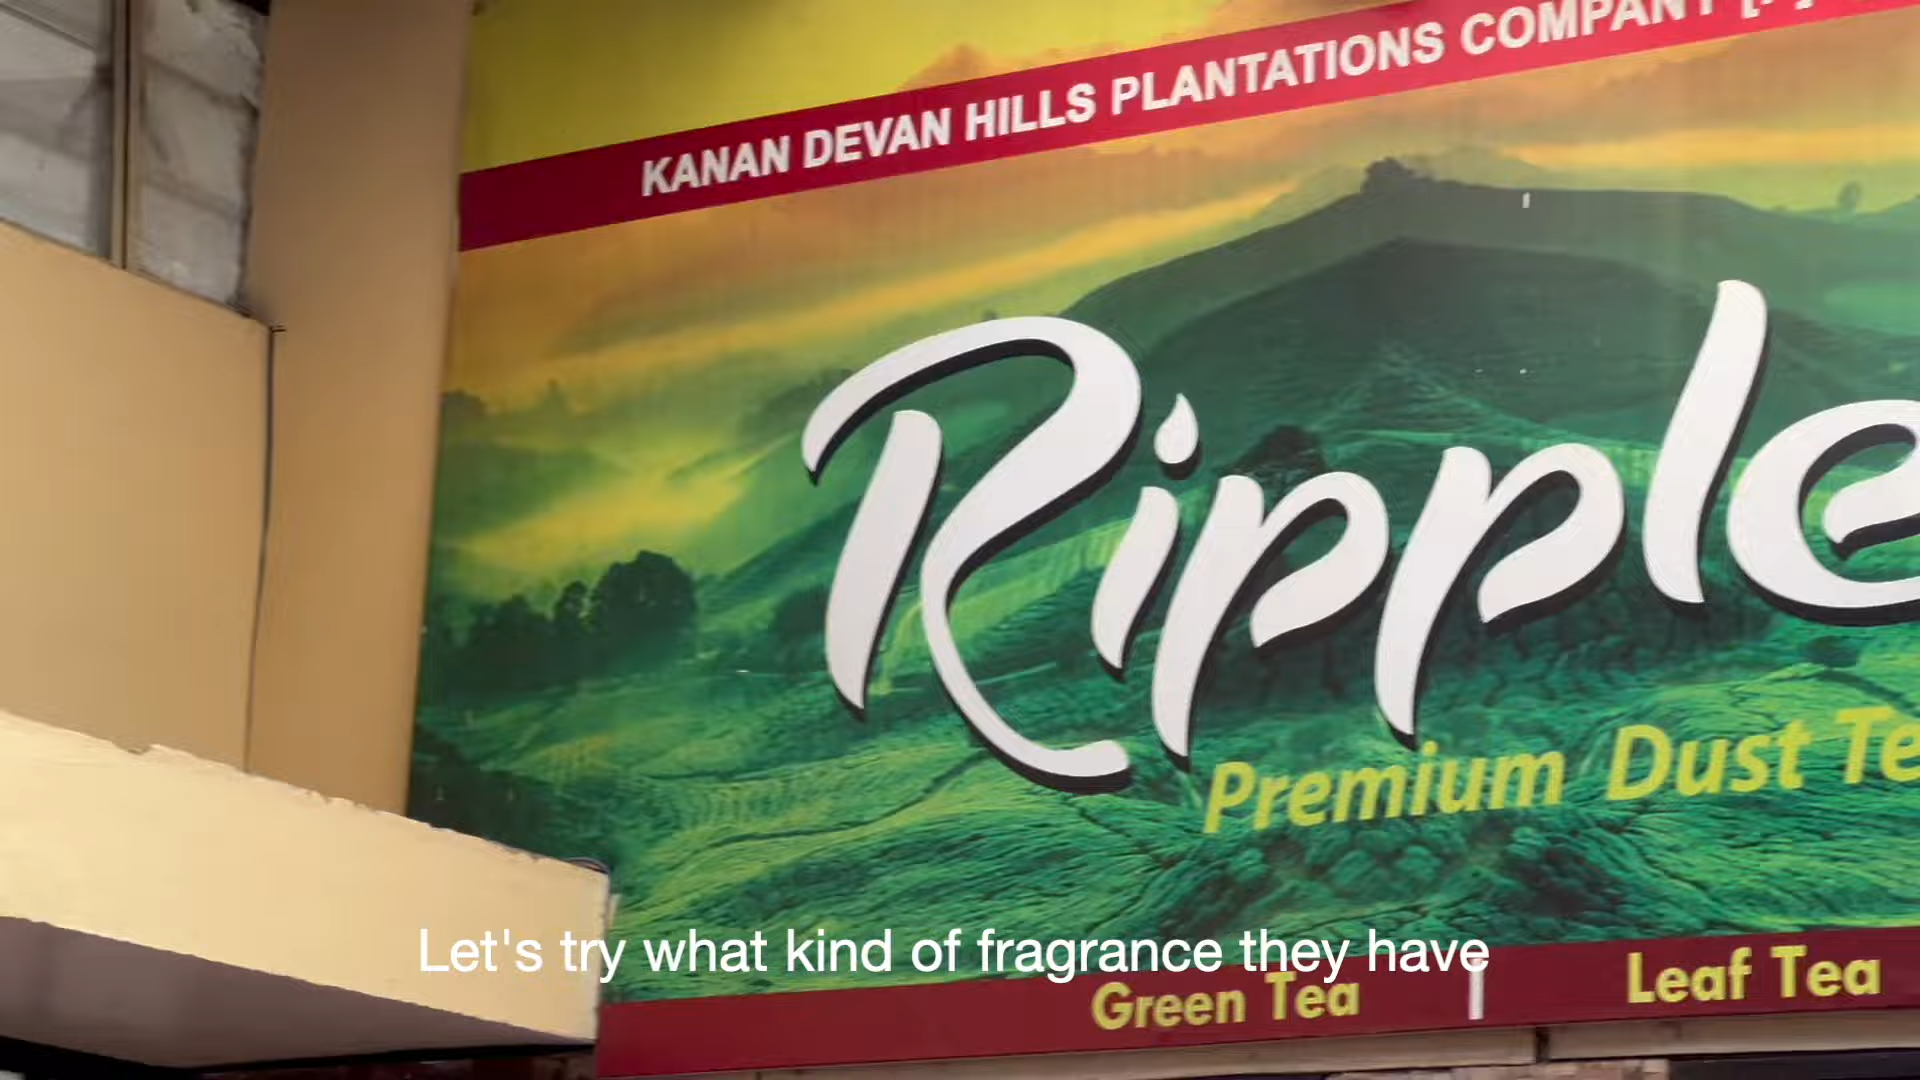 KANAN DEVAN HILLS PLANTATIONS COMPANY
Ripple
Premium Dust Te
Let's try what kind of fragrance they have
Green Tea | Leaf Tea